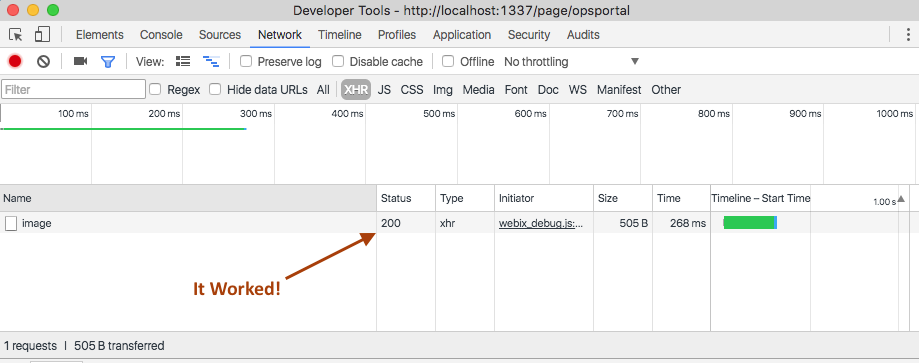 Developer Tools - http://localhost:1337/page/opsportal
Elements Console Sources Network Timeline Profiles Application Security Audits
View: Preserve log Disable cache Offline No throttling
Filter Regex Hide data URLs All XHR JS CSS Img Media Font Doc WS Manifest Other
100 ms 200 ms 300 ms 400 ms 500 ms 600 ms 700 ms 800 ms 900 ms 1000 ms
Name Status Type Initiator Size Time Timeline – Start Time 1.00 s
image 200 xhr webix_debug.js:... 505 B 268 ms
It Worked!
1 requests | 505 B transferred